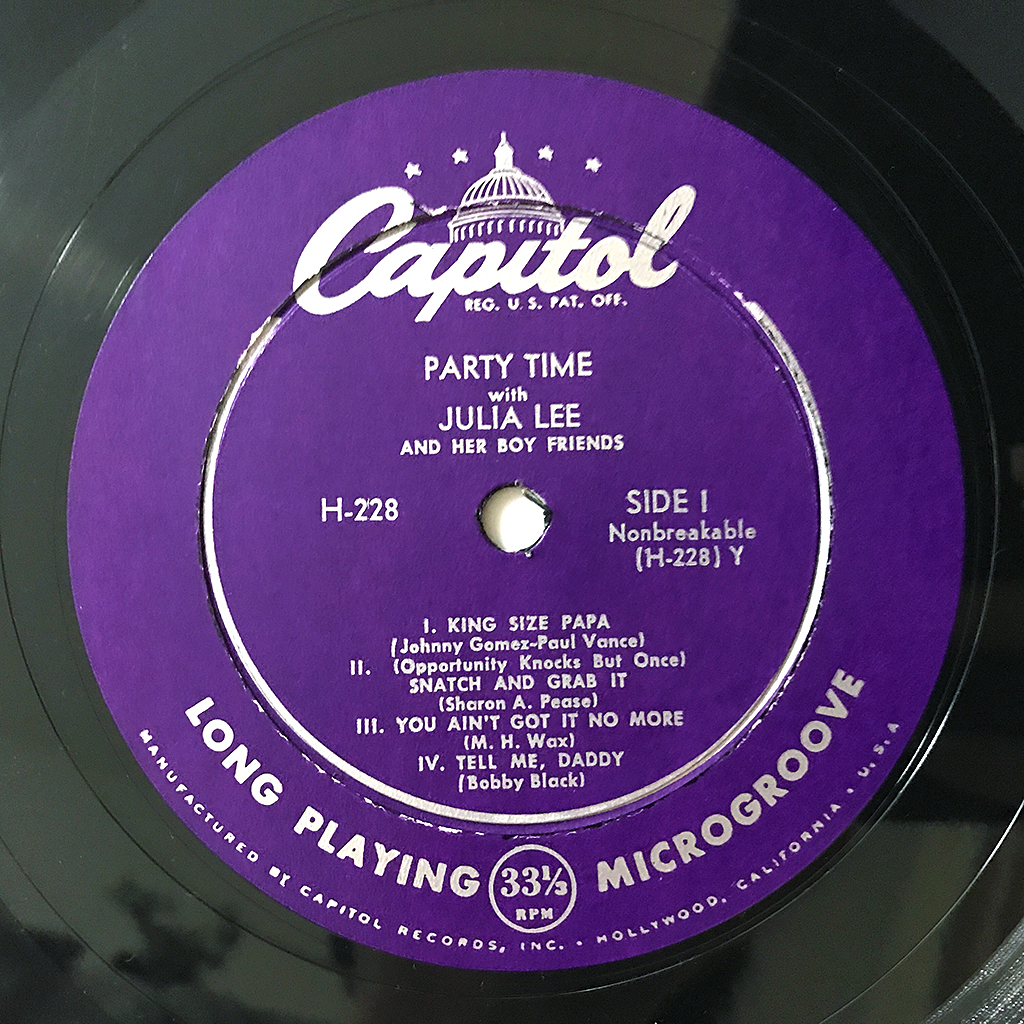 Capitol
REG. U. S. PAT. OFF.
PARTY TIME
with
JULIA LEE
AND HER BOY FRIENDS
H-228
SIDE 1
Nonbreakable
(H-228) Y
I. KING SIZE PAPA
(Johnny Gomez-Paul Vance)
II. (Opportunity Knocks But Once)
SNATCH AND GRAB IT
(Sharon A. Pease)
III. YOU AIN'T GOT IT NO MORE
(M. H. Wax)
IV. TELL ME, DADDY
(Bobby Black)
LONG PLAYING 33⅓ RPM MICROGROOVE
MANUFACTURED BY CAPITOL RECORDS, INC. • HOLLYWOOD, CALIFORNIA • U.S.A